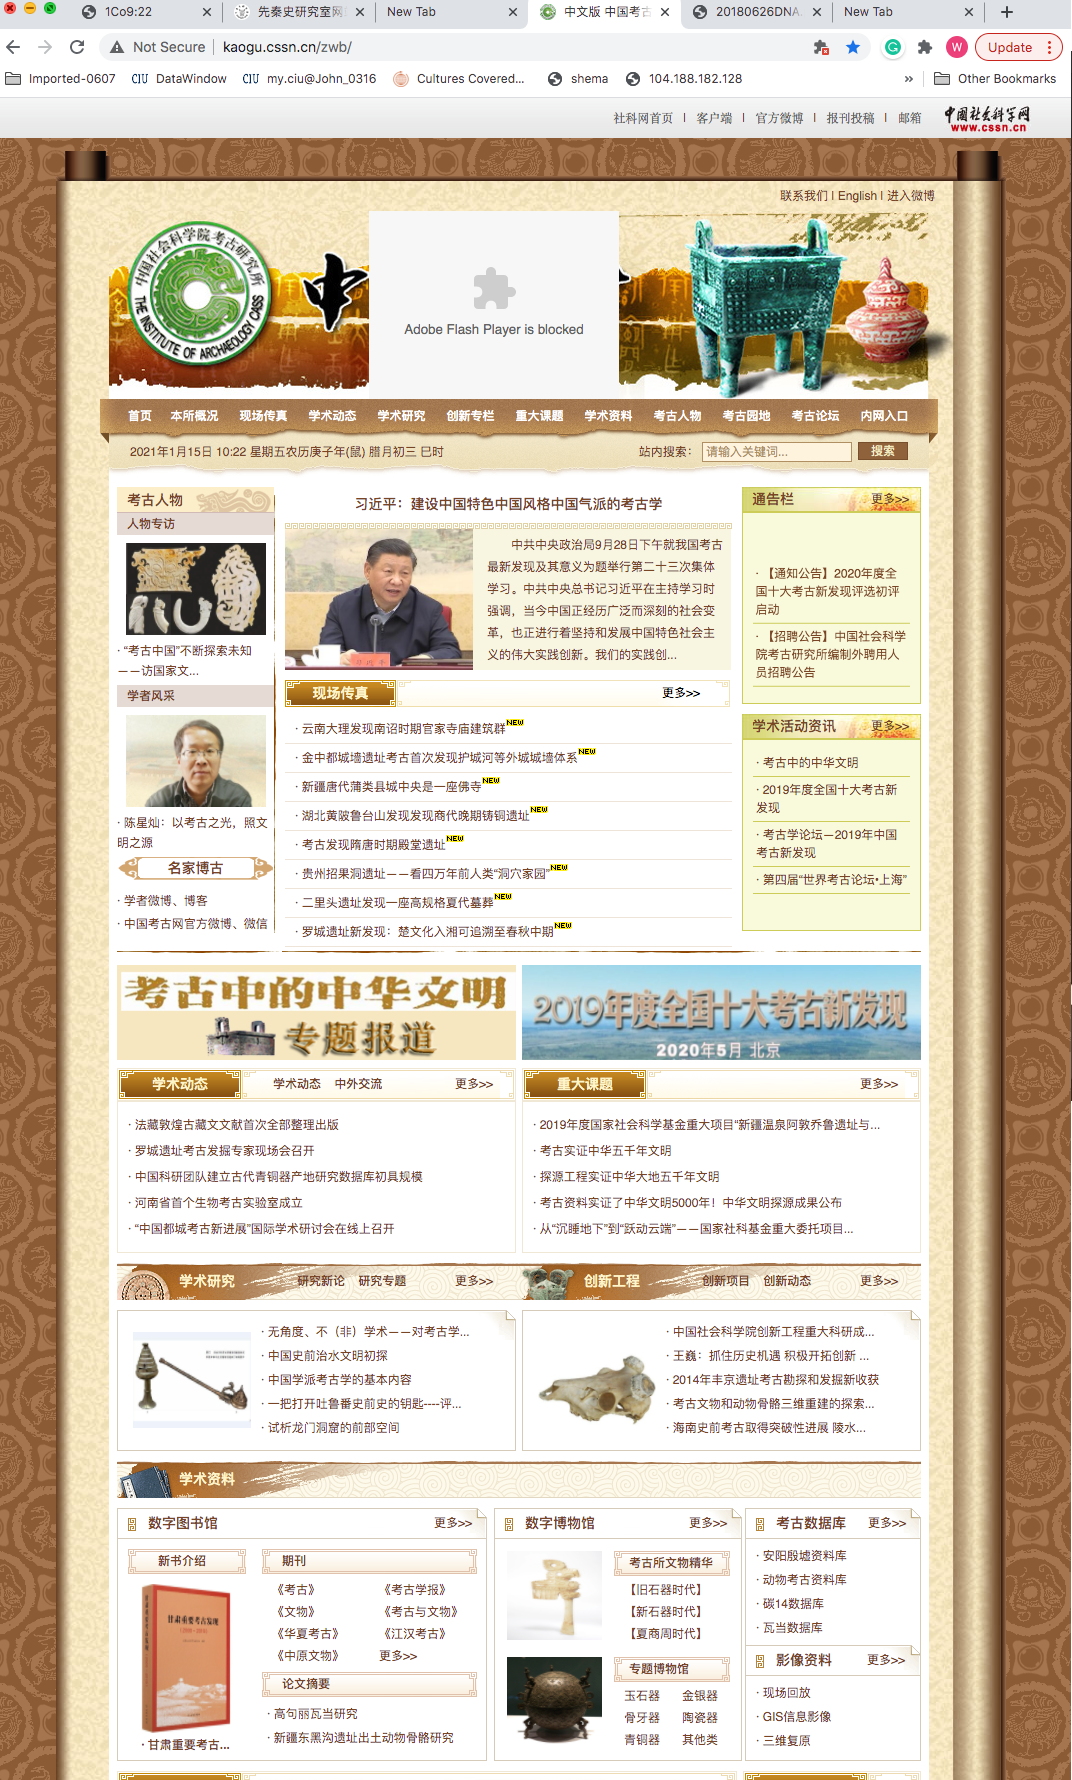 1Co9:22
先秦史研究室网
New Tab
中文版 中国考古
20180626DNA
New Tab
Not Secure | kaogu.cssn.cn/zwb/
W
Update
Imported-0607
CIU DataWindow
CIU my.ciu@John_0316
Cultures Covered...
shema
104.188.182.128
»
Other Bookmarks
社科网首页 | 客户端 | 官方微博 | 报刊投稿 | 邮箱
中国社会科学网
www.cssn.cn
联系我们 | English | 进入微博
中国社会科学院考古研究所
THE INSTITUTE OF ARCHAEOLOGY CASS
中
Adobe Flash Player is blocked
首页 本所概况 现场传真 学术动态 学术研究 创新专栏 重大课题 学术资料 考古人物 考古园地 考古论坛 内网入口
2021年1月15日 10:22 星期五农历庚子年(鼠) 腊月初三 巳时
站内搜索: 请输入关键词... 搜索
考古人物
人物专访
· “考古中国”不断探索未知
——访国家文...
学者风采
· 陈星灿：以考古之光，照文
明之源
名家博古
· 学者微博、博客
· 中国考古网官方微博、微信
习近平：建设中国特色中国风格中国气派的考古学
中共中央政治局9月28日下午就我国考古
最新发现及其意义为题举行第二十三次集体
学习。中共中央总书记习近平在主持学习时
强调，当今中国正经历广泛而深刻的社会变
革，也正进行着坚持和发展中国特色社会主
义的伟大实践创新。我们的实践创...
现场传真 更多>>
· 云南大理发现南诏时期官家寺庙建筑群NEW
· 金中都城墙遗址考古首次发现护城河等外城城墙体系NEW
· 新疆唐代蒲类县城中央是一座佛寺NEW
· 湖北黄陂鲁台山发现发现商代晚期铸铜遗址NEW
· 考古发现隋唐时期殿堂遗址NEW
· 贵州招果洞遗址——看四万年前人类“洞穴家园”NEW
· 二里头遗址发现一座高规格夏代墓葬NEW
· 罗城遗址新发现：楚文化入湘可追溯至春秋中期NEW
通告栏 更多>>
· 【通知公告】2020年度全
国十大考古新发现评选初评
启动
· 【招聘公告】中国社会科学
院考古研究所编制外聘用人
员招聘公告
学术活动资讯 更多>>
· 考古中的中华文明
· 2019年度全国十大考古新
发现
· 考古学论坛—2019年中国
考古新发现
· 第四届“世界考古论坛•上海”
考古中的中华文明
专题报道
2019年度全国十大考古新发现
2020年5月 北京
学术动态 学术动态 中外交流 更多>>
· 法藏敦煌古藏文文献首次全部整理出版
· 罗城遗址考古发掘专家现场会召开
· 中国科研团队建立古代青铜器产地研究数据库初具规模
· 河南省首个生物考古实验室成立
· “中国都城考古新进展”国际学术研讨会在线上召开
重大课题 更多>>
· 2019年度国家社会科学基金重大项目“新疆温泉阿敦乔鲁遗址与...
· 考古实证中华五千年文明
· 探源工程实证中华大地五千年文明
· 考古资料实证了中华文明5000年！中华文明探源成果公布
· 从“沉睡地下”到“跃动云端”——国家社科基金重大委托项目...
学术研究 研究新论 研究专题 更多>>
· 无角度、不（非）学术——对考古学...
· 中国史前治水文明初探
· 中国学派考古学的基本内容
· 一把打开吐鲁番史前史的钥匙----评...
· 试析龙门洞窟的前部空间
创新工程 创新项目 创新动态 更多>>
· 中国社会科学院创新工程重大科研成...
· 王巍：抓住历史机遇 积极开拓创新 ...
· 2014年丰京遗址考古勘探和发掘新收获
· 考古文物和动物骨骼三维重建的探索...
· 海南史前考古取得突破性进展 陵水...
学术资料
数字图书馆 更多>>
新书介绍
甘肃重要考古发现
· 甘肃重要考古...
期刊
《考古》 《考古学报》
《文物》 《考古与文物》
《华夏考古》 《江汉考古》
《中原文物》 更多>>
论文摘要
· 高句丽瓦当研究
· 新疆东黑沟遗址出土动物骨骼研究
数字博物馆 更多>>
考古所文物精华
【旧石器时代】
【新石器时代】
【夏商周时代】
专题博物馆
玉石器 金银器
骨牙器 陶瓷器
青铜器 其他类
考古数据库 更多>>
· 安阳殷墟资料库
· 动物考古资料库
· 碳14数据库
· 瓦当数据库
影像资料 更多>>
· 现场回放
· GIS信息影像
· 三维复原